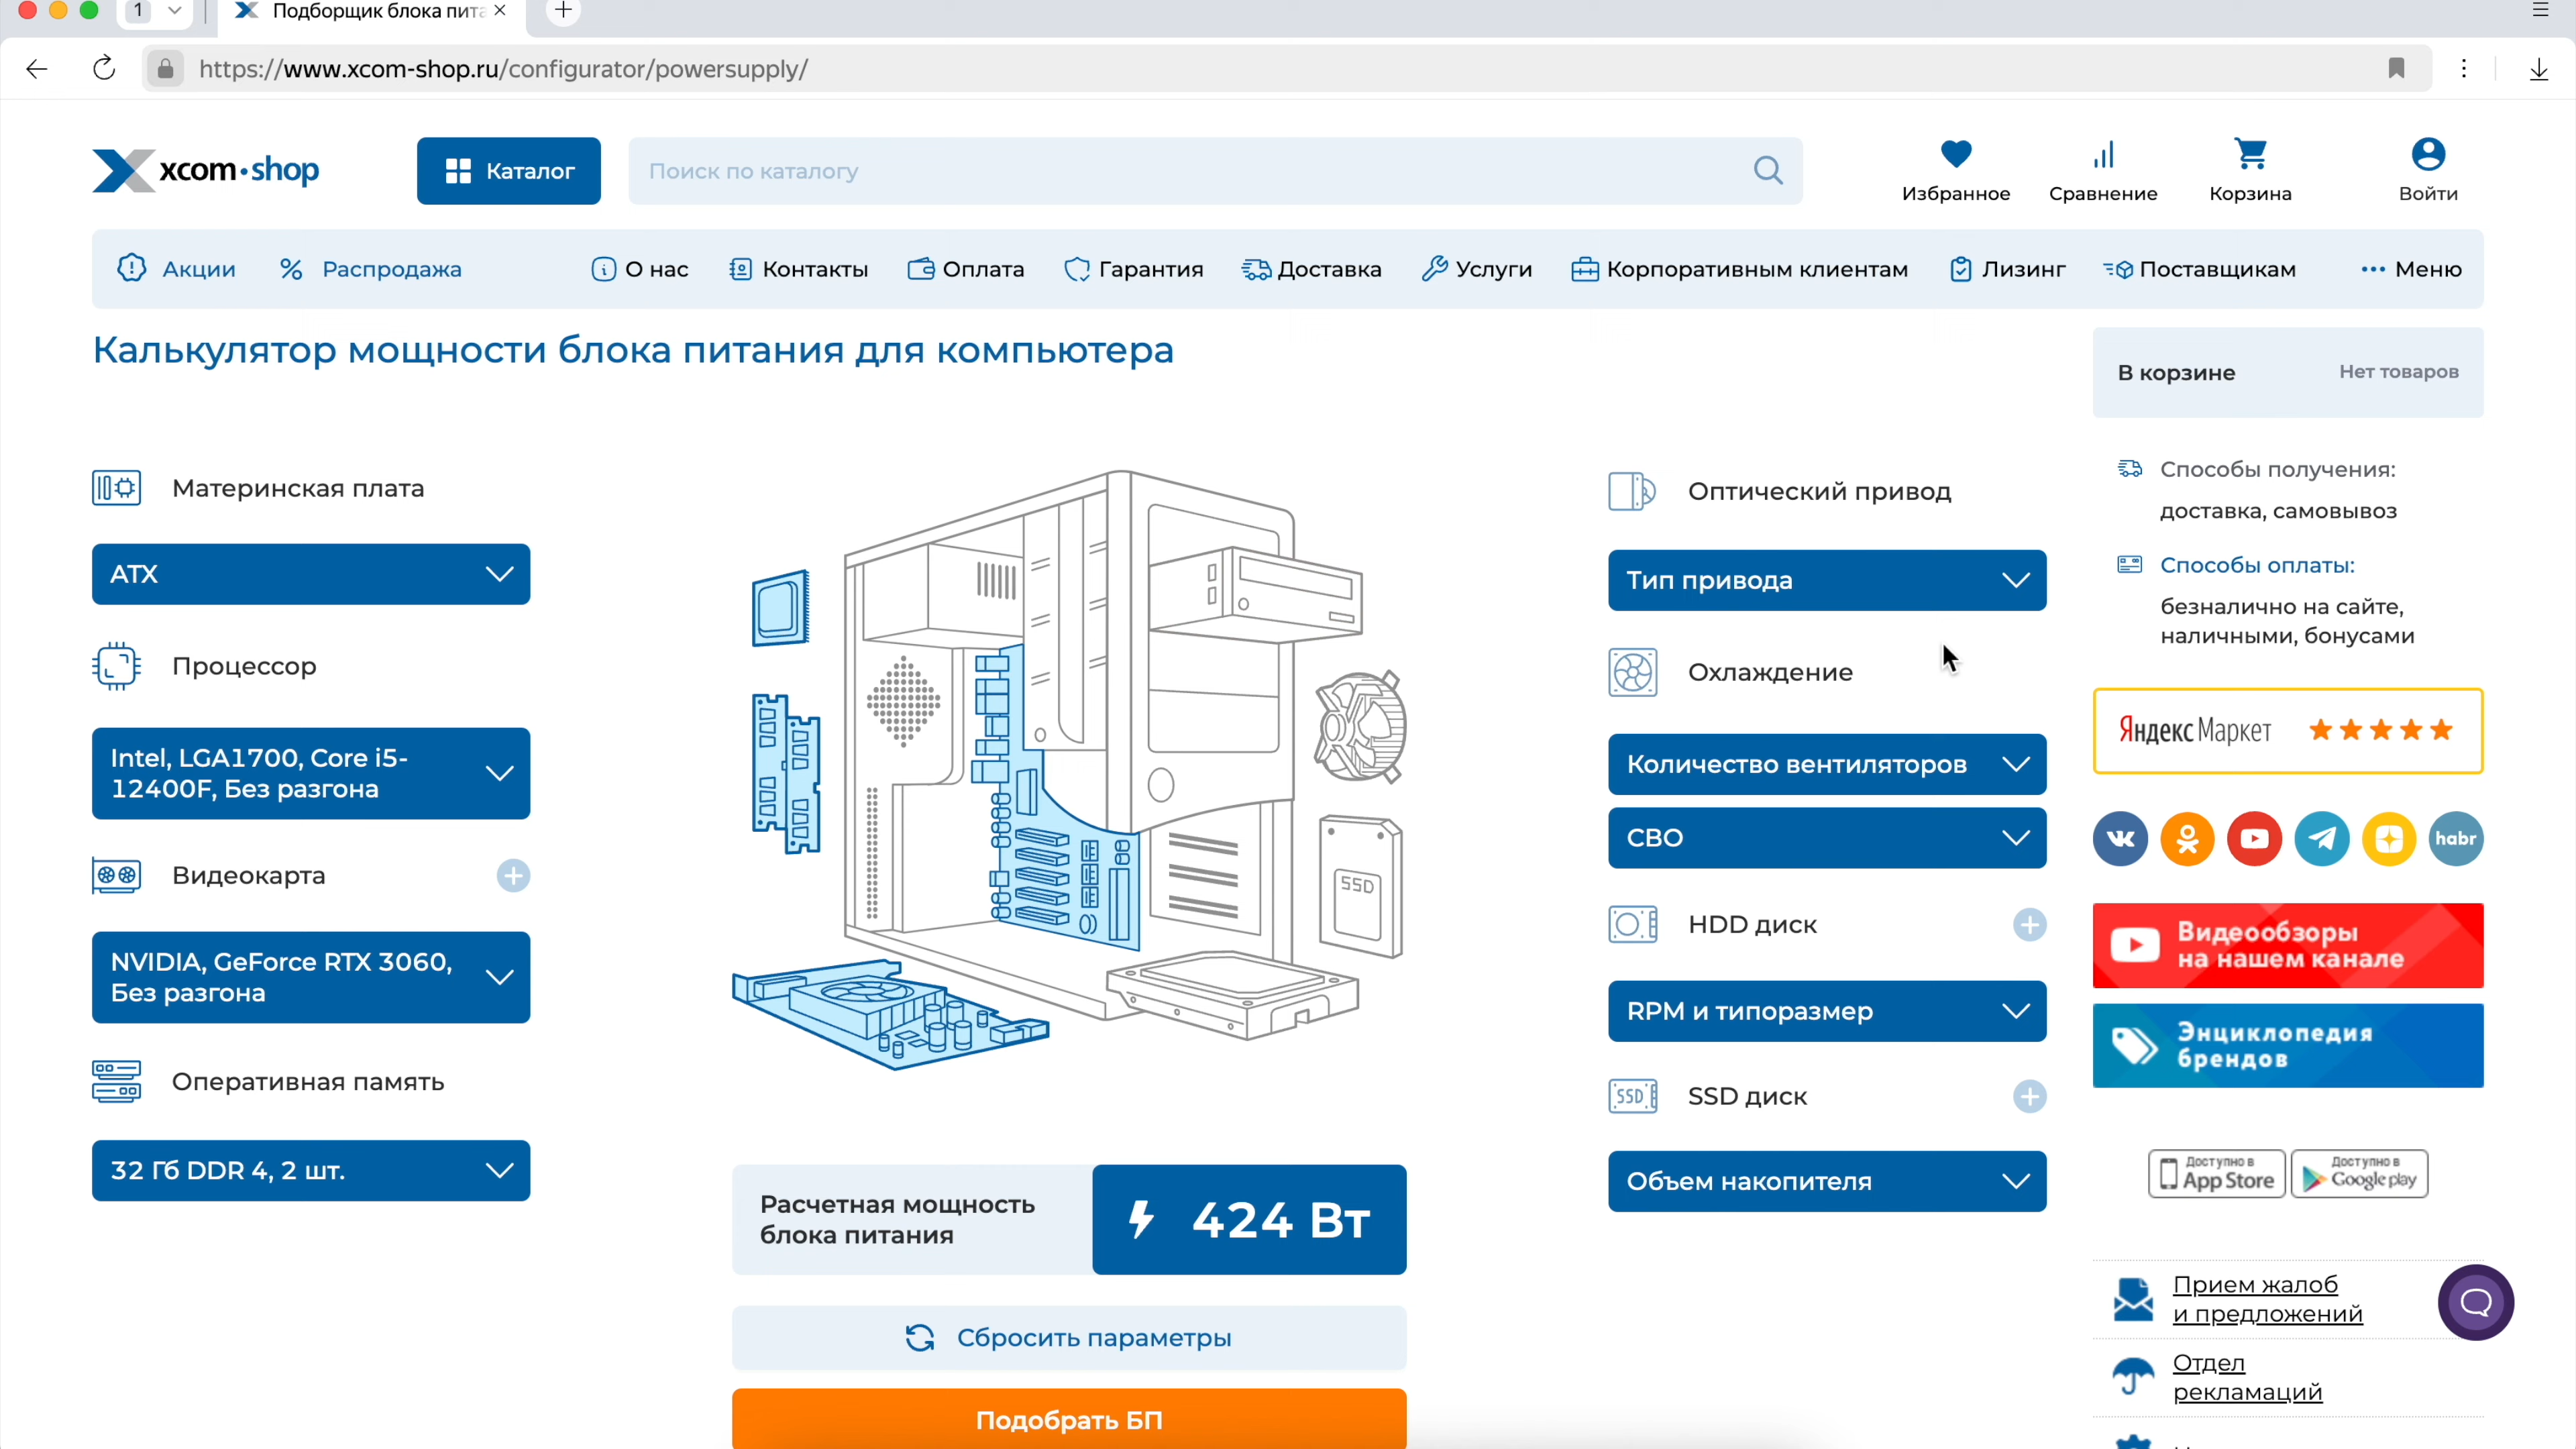 1
Подборщик блока пита
https://www.xcom-shop.ru/configurator/powersupply/
xcom·shop
Каталог
Поиск по каталогу
Избранное
Сравнение
Корзина
Войти
Акции
Распродажа
О нас
Контакты
Оплата
Гарантия
Доставка
Услуги
Корпоративным клиентам
Лизинг
Поставщикам
Меню
Калькулятор мощности блока питания для компьютера
Материнская плата
ATX
Процессор
Intel, LGA1700, Core i5-
12400F, Без разгона
Видеокарта
NVIDIA, GeForce RTX 3060,
Без разгона
Оперативная память
32 Гб DDR 4, 2 шт.
SSD
Расчетная мощность
блока питания
424 Вт
Сбросить параметры
Подобрать БП
Оптический привод
Тип привода
Охлаждение
Количество вентиляторов
СВО
HDD диск
RPM и типоразмер
SSD
SSD диск
Объем накопителя
В корзине
Нет товаров
Способы получения:
доставка, самовывоз
Способы оплаты:
безналично на сайте,
наличными, бонусами
Яндекс Маркет
habr
Видеообзоры
на нашем канале
Энциклопедия
брендов
Доступно в
App Store
Доступно в
Google play
Прием жалоб
и предложений
Отдел
рекламаций